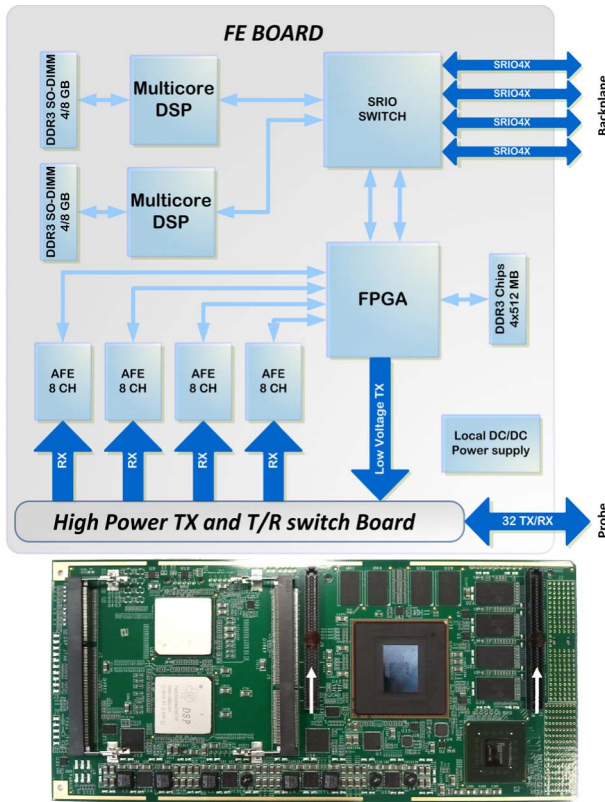 FE BOARD
DDR3 SO-DIMM
4/8 GB
Multicore
DSP
SRIO
SWITCH
SRIO4X
SRIO4X
SRIO4X
SRIO4X
Backplane
DDR3 SO-DIMM
4/8 GB
Multicore
DSP
FPGA
DDR3 Chips
4x512 MB
AFE
8 CH
AFE
8 CH
AFE
8 CH
AFE
8 CH
RX
RX
RX
RX
Low Voltage TX
Local DC/DC
Power supply
High Power TX and T/R switch Board
32 TX/RX
Probe
DSP